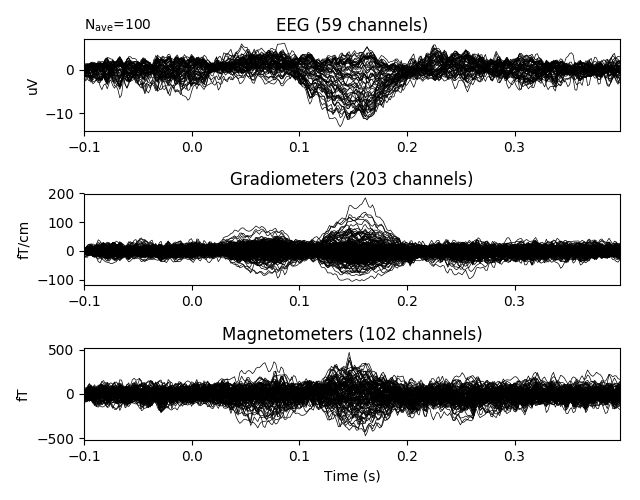 N_ave=100
EEG (59 channels)
uV
0
−10
−0.1 0.0 0.1 0.2 0.3
Gradiometers (203 channels)
fT/cm
200
100
0
−100
−0.1 0.0 0.1 0.2 0.3
Magnetometers (102 channels)
fT
500
0
−500
−0.1 0.0 0.1 0.2 0.3
Time (s)